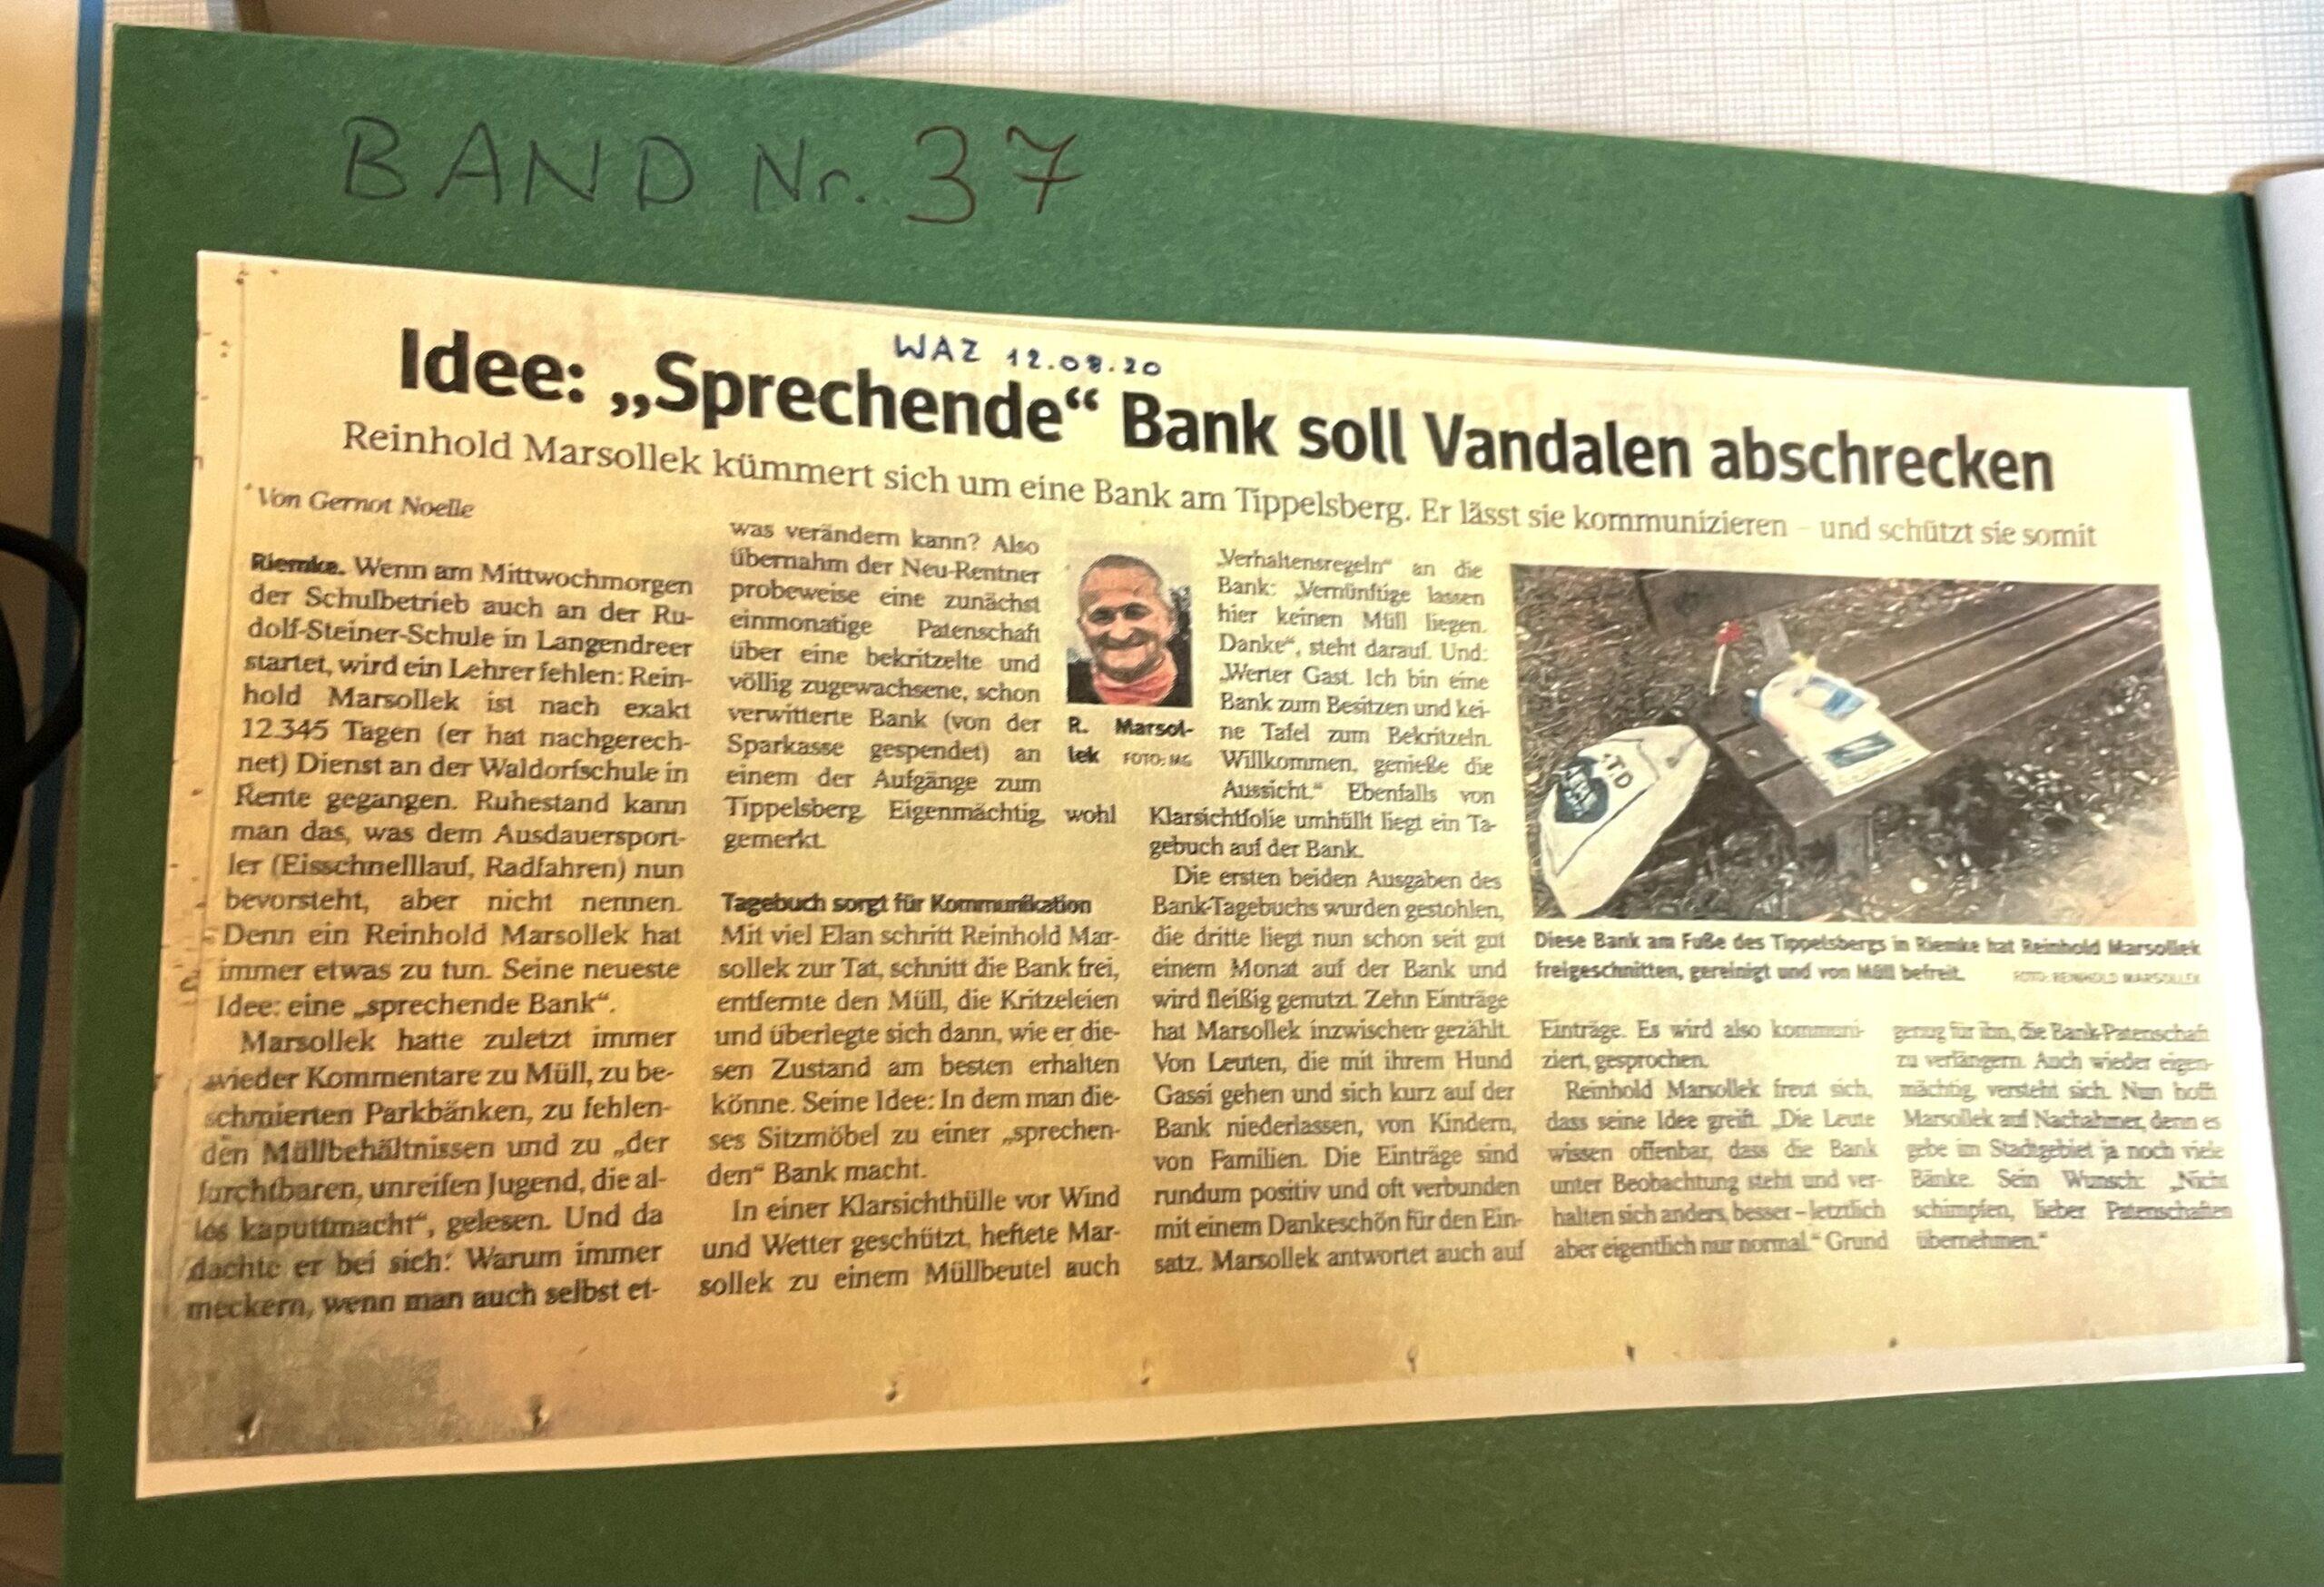 BAND Nr. 37
WAZ 12.08.20
Idee: „Sprechende“ Bank soll Vandalen abschrecken
Reinhold Marsollek kümmert sich um eine Bank am Tippelsberg. Er lässt sie kommunizieren – und schützt sie somit
Von Gernot Noelle
Riemke. Wenn am Mittwochmorgen
der Schulbetrieb auch an der Ru-
dolf-Steiner-Schule in Langendreer
startet, wird ein Lehrer fehlen: Rein-
hold Marsollek ist nach exakt
12.345 Tagen (er hat nachgerech-
net) Dienst an der Waldorfschule in
Rente gegangen. Ruhestand kann
man das, was dem Ausdauersport-
ler (Eisschnelllauf, Radfahren) nun
bevorsteht, aber nicht nennen.
Denn ein Reinhold Marsollek hat
immer etwas zu tun. Seine neueste
Idee: eine „sprechende Bank“.
Marsollek hatte zuletzt immer
wieder Kommentare zu Müll, zu be-
schmierten Parkbänken, zu fehlen-
den Müllbehältnissen und zu „der
furchtbaren, unreifen Jugend, die al-
les kaputtmacht“, gelesen. Und da
dachte er bei sich: Warum immer
meckern, wenn man auch selbst et-
was verändern kann? Also
übernahm der Neu-Rentner
probeweise eine zunächst
einmonatige Patenschaft
über eine bekritzelte und
völlig zugewachsene, schon
verwitterte Bank (von der
Sparkasse gespendet) an
einem der Aufgänge zum
Tippelsberg. Eigenmächtig, wohl
gemerkt.
Tagebuch sorgt für Kommunikation
Mit viel Elan schritt Reinhold Mar-
sollek zur Tat, schnitt die Bank frei,
entfernte den Müll, die Kritzeleien
und überlegte sich dann, wie er die-
sen Zustand am besten erhalten
könne. Seine Idee: In dem man die-
ses Sitzmöbel zu einer „sprechen-
den“ Bank macht.
In einer Klarsichthülle vor Wind
und Wetter geschützt, heftete Mar-
sollek zu einem Müllbeutel auch
R. Marsol-
lek FOTO: MG
„Verhaltensregeln“ an die
Bank: „Vernünftige lassen
hier keinen Müll liegen.
Danke“, steht darauf. Und:
„Werter Gast. Ich bin eine
Bank zum Besitzen und kei-
ne Tafel zum Bekritzeln.
Willkommen, genieße die
Aussicht.“ Ebenfalls von
Klarsichtfolie umhüllt liegt ein Ta-
gebuch auf der Bank.
Die ersten beiden Ausgaben des
Bank-Tagebuchs wurden gestohlen,
die dritte liegt nun schon seit gut
einem Monat auf der Bank und
wird fleißig genutzt. Zehn Einträge
hat Marsollek inzwischen gezählt.
Von Leuten, die mit ihrem Hund
Gassi gehen und sich kurz auf der
Bank niederlassen, von Kindern,
von Familien. Die Einträge sind
rundum positiv und oft verbunden
mit einem Dankeschön für den Ein-
satz. Marsollek antwortet auch auf
Diese Bank am Fuße des Tippelsbergs in Riemke hat Reinhold Marsollek
freigeschnitten, gereinigt und von Müll befreit. FOTO: REINHOLD MARSOLLEK
Einträge. Es wird also kommuni-
ziert, gesprochen.
Reinhold Marsollek freut sich,
dass seine Idee greift. „Die Leute
wissen offenbar, dass die Bank
unter Beobachtung steht und ver-
halten sich anders, besser – letztlich
aber eigentlich nur normal.“ Grund
genug für ihn, die Bank-Patenschaft
zu verlängern. Auch wieder eigen-
mächtig, versteht sich. Nun hofft
Marsollek auf Nachahmer, denn es
gebe im Stadtgebiet ja noch viele
Bänke. Sein Wunsch: „Nicht
schimpfen, lieber Patenschaften
übernehmen.“